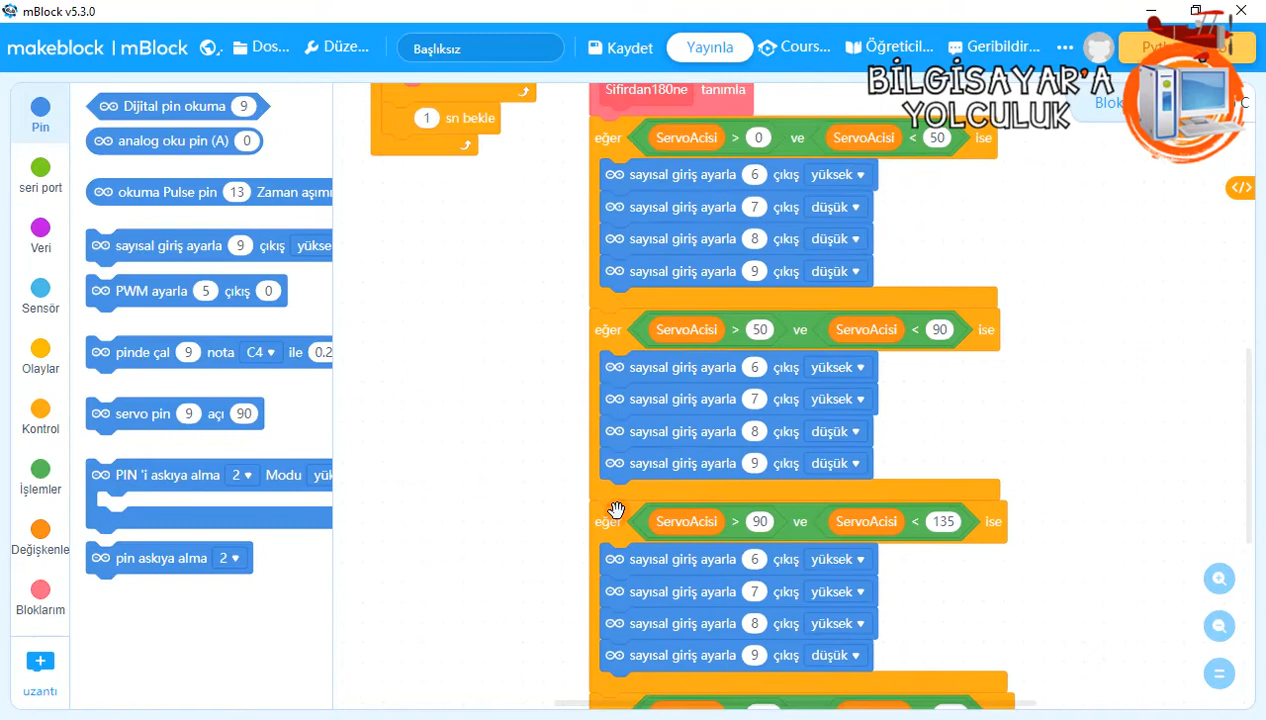 mBlock v5.3.0
makeblock | mBlock
Dos...
Düze...
Başlıksız
Kaydet
Yayınla
Cours...
Öğreticil...
Geribildir...
BİLGİSAYAR'A
YOLCULUK
Blok
C
Pin
seri port
Veri
Sensör
Olaylar
Kontrol
İşlemler
Değişkenle
Bloklarım
uzantı
Dijital pin okuma 9
analog oku pin (A) 0
okuma Pulse pin 13 Zaman aşımı
sayısal giriş ayarla 9 çıkış yükse
PWM ayarla 5 çıkış 0
pinde çal 9 nota C4 ile 0.2
servo pin 9 açı 90
PIN 'i askıya alma 2 Modu yük
pin askıya alma 2
1 sn bekle
Sifirdan180ne tanımla
eğer ServoAcisi > 0 ve ServoAcisi < 50 ise
sayısal giriş ayarla 6 çıkış yüksek
sayısal giriş ayarla 7 çıkış düşük
sayısal giriş ayarla 8 çıkış düşük
sayısal giriş ayarla 9 çıkış düşük
eğer ServoAcisi > 50 ve ServoAcisi < 90 ise
sayısal giriş ayarla 6 çıkış yüksek
sayısal giriş ayarla 7 çıkış yüksek
sayısal giriş ayarla 8 çıkış düşük
sayısal giriş ayarla 9 çıkış düşük
eğer ServoAcisi > 90 ve ServoAcisi < 135 ise
sayısal giriş ayarla 6 çıkış yüksek
sayısal giriş ayarla 7 çıkış yüksek
sayısal giriş ayarla 8 çıkış yüksek
sayısal giriş ayarla 9 çıkış düşük